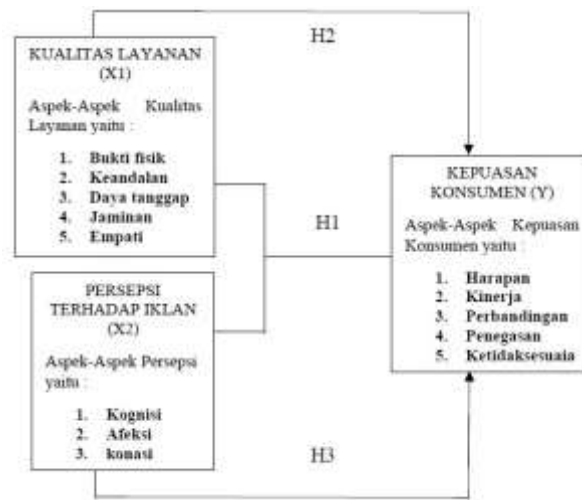 H2
KUALITAS LAYANAN
(X1)
Aspek-Aspek Kualitas
Layanan yaitu :
1. Bukti fisik
2. Keandalan
3. Daya tanggap
4. Jaminan
5. Empati
H1
KEPUASAN
KONSUMEN (Y)
Aspek-Aspek Kepuasan
Konsumen yaitu :
1. Harapan
2. Kinerja
3. Perbandingan
4. Penegasan
5. Ketidaksesuaia
PERSEPSI
TERHADAP IKLAN
(X2)
Aspek-Aspek Persepsi
yaitu :
1. Kognisi
2. Afeksi
3. konasi
H3